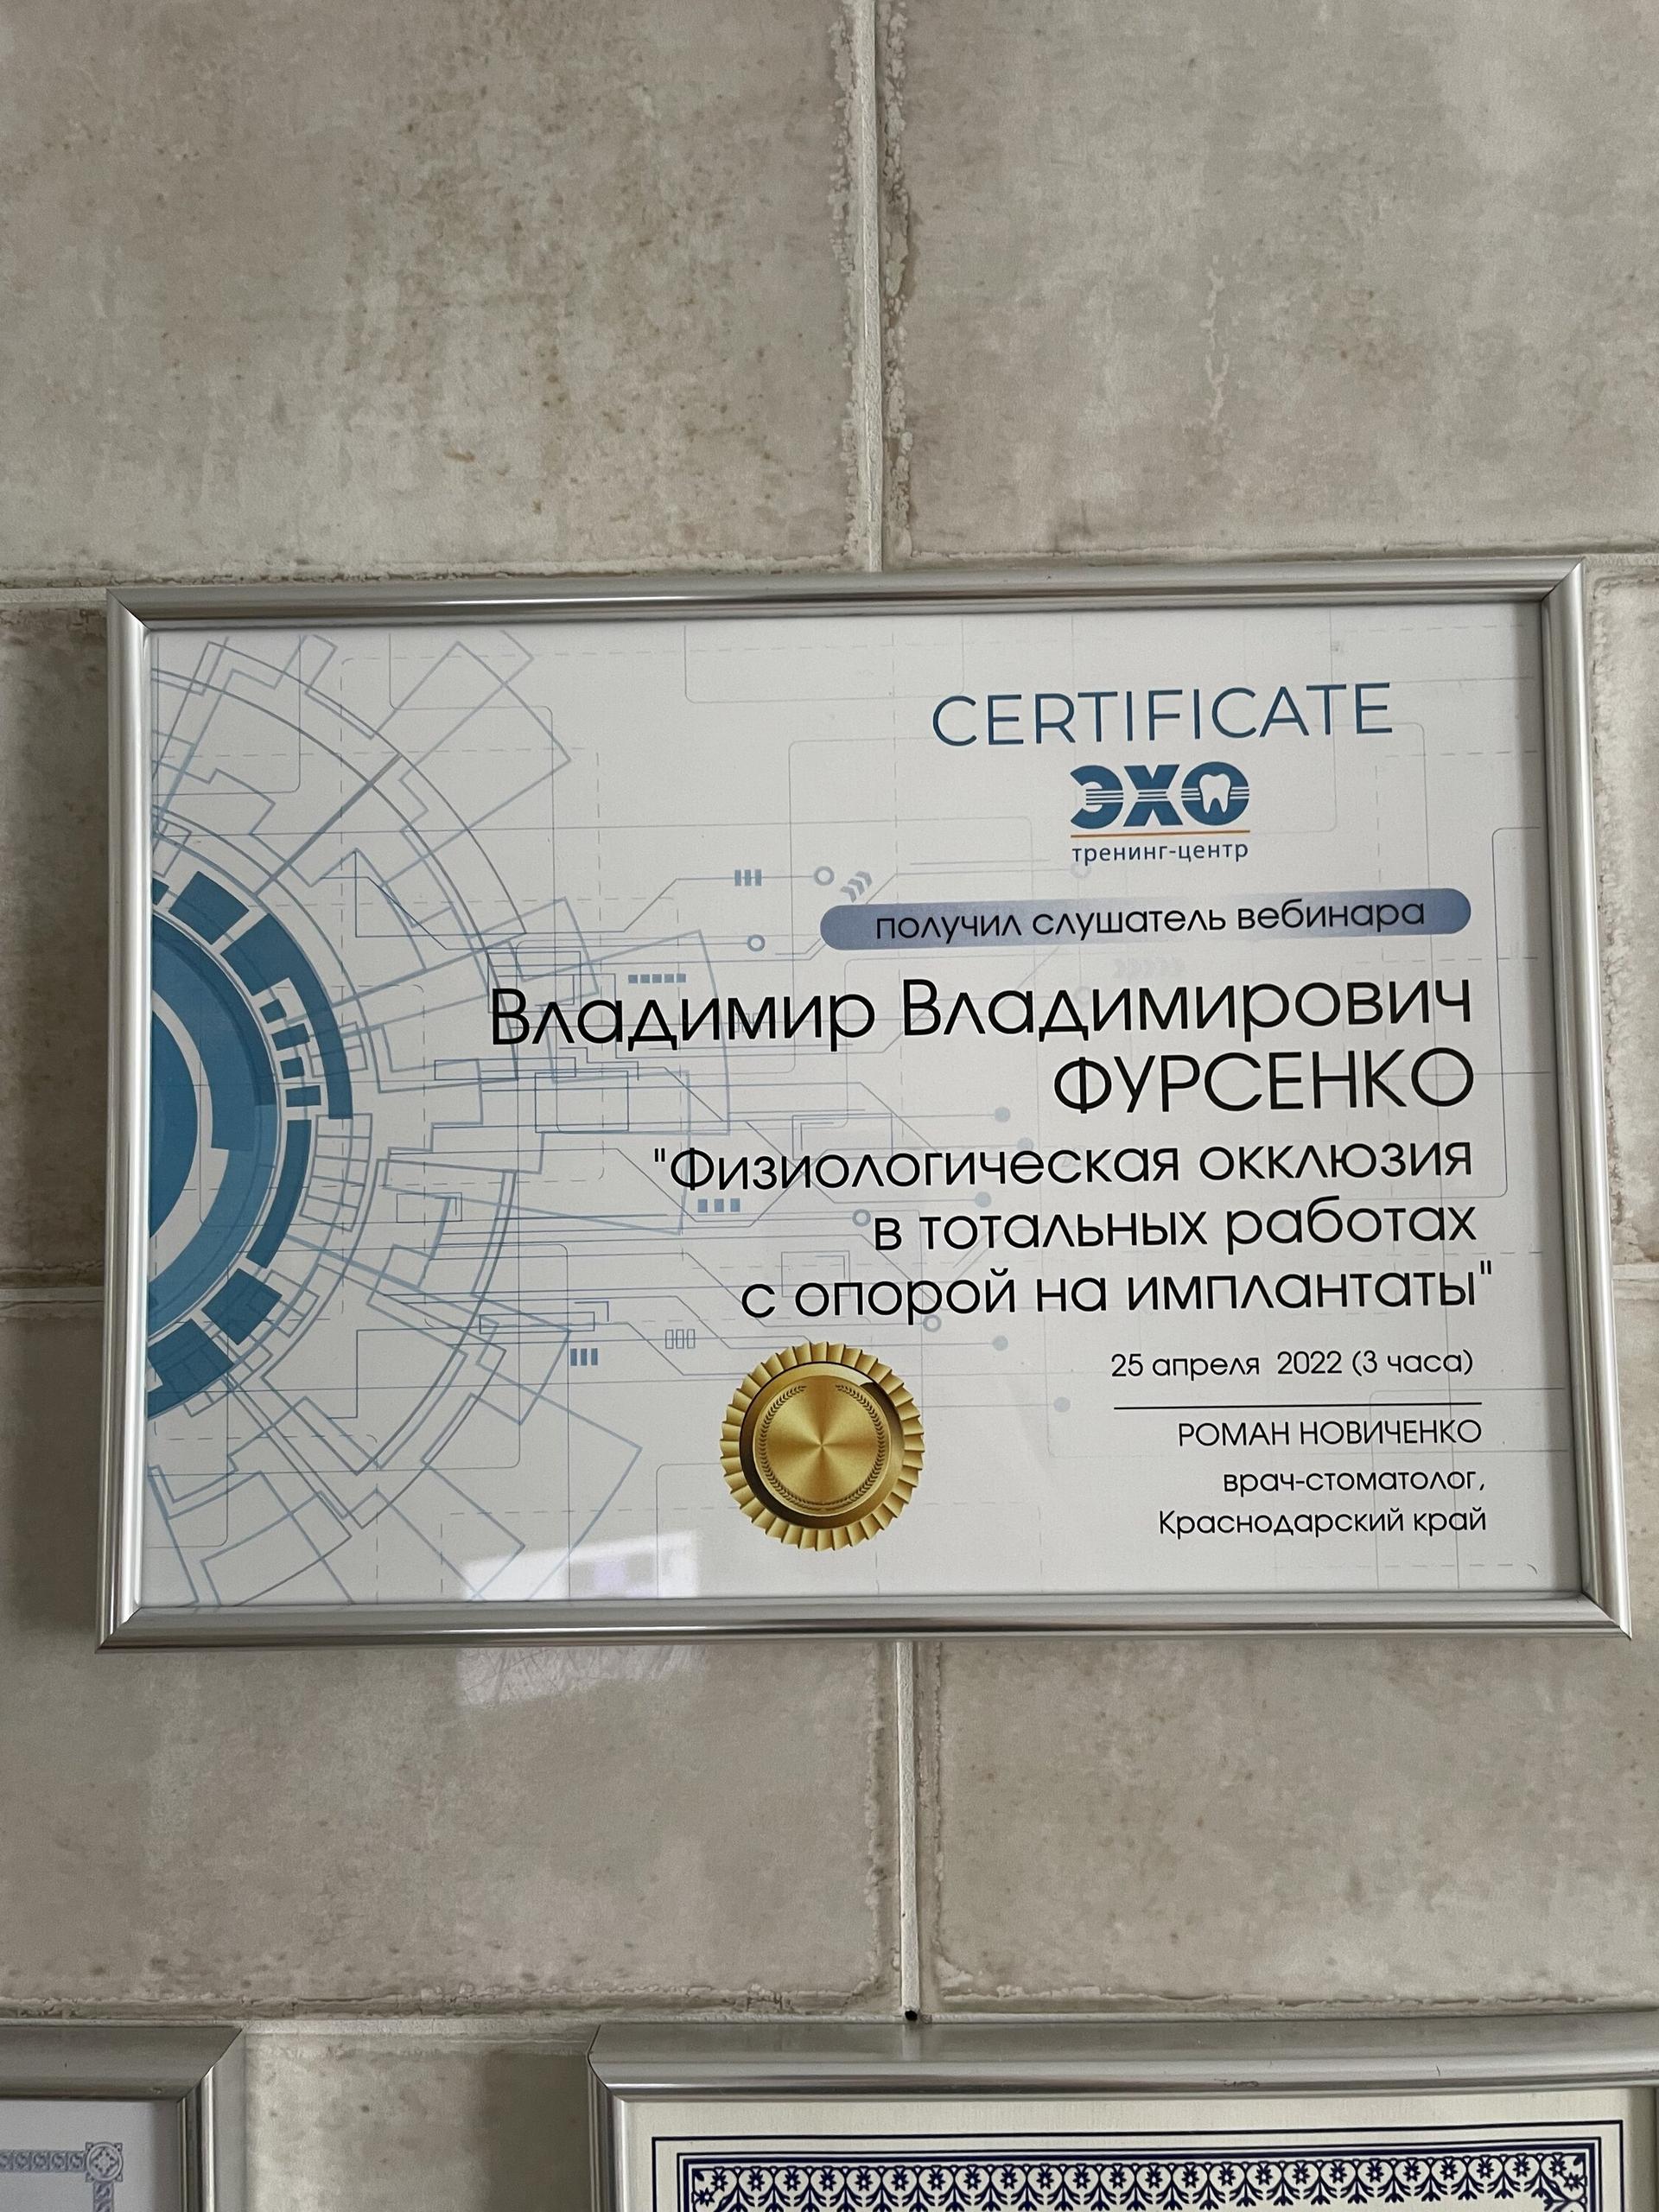 CERTIFICATE
ЭХО
тренинг-центр
получил слушатель вебинара
Владимир Владимирович
ФУРСЕНКО
"Физиологическая окклюзия
в тотальных работах
с опорой на имплантаты"
25 апреля 2022 (3 часа)
РОМАН НОВИЧЕНКО
врач-стоматолог,
Краснодарский край